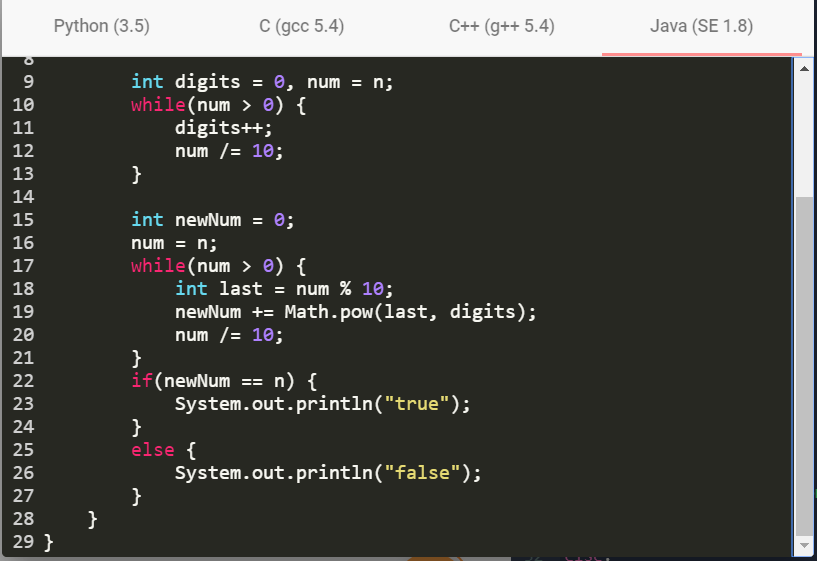 Python (3.5) C (gcc 5.4) C++ (g++ 5.4) Java (SE 1.8)
8
9 int digits = 0, num = n;
10 while(num > 0) {
11 digits++;
12 num /= 10;
13 }
14
15 int newNum = 0;
16 num = n;
17 while(num > 0) {
18 int last = num % 10;
19 newNum += Math.pow(last, digits);
20 num /= 10;
21 }
22 if(newNum == n) {
23 System.out.println("true");
24 }
25 else {
26 System.out.println("false");
27 }
28 }
29 }